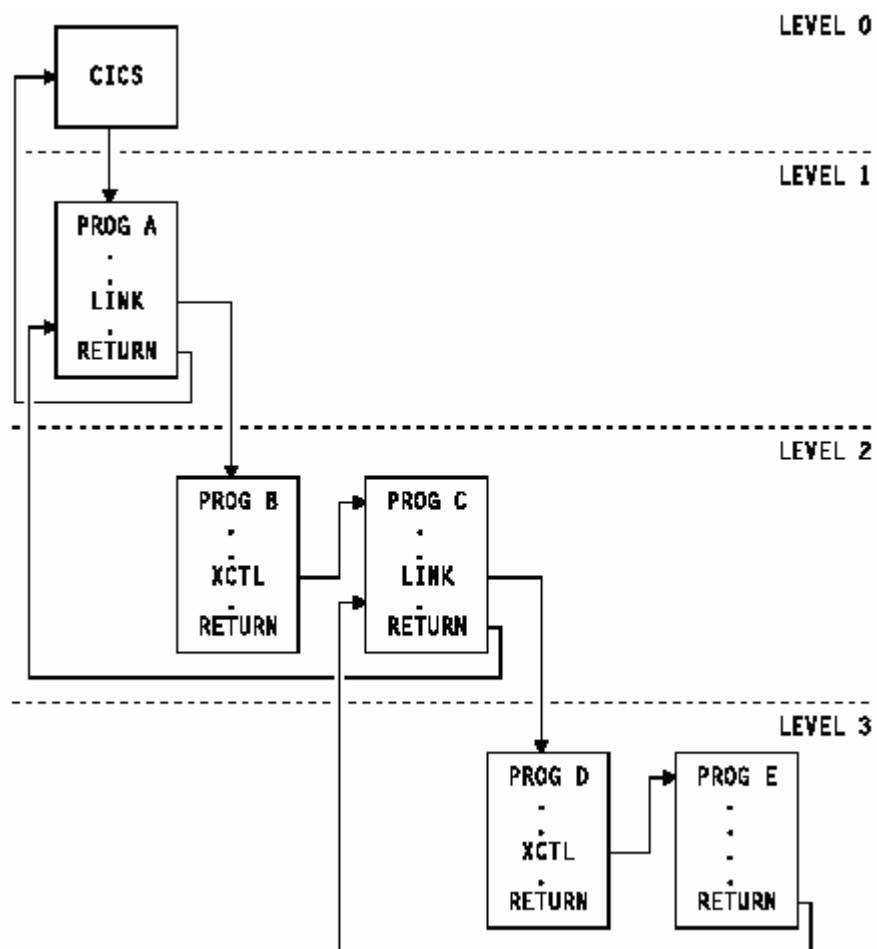 LEVEL 0
CICS
LEVEL 1
PROG A
.
.
LINK
.
RETURN
LEVEL 2
PROG B
.
.
XCTL
.
RETURN
PROG C
.
.
LINK
.
RETURN
LEVEL 3
PROG D
.
.
XCTL
.
RETURN
PROG E
.
.
.
.
RETURN